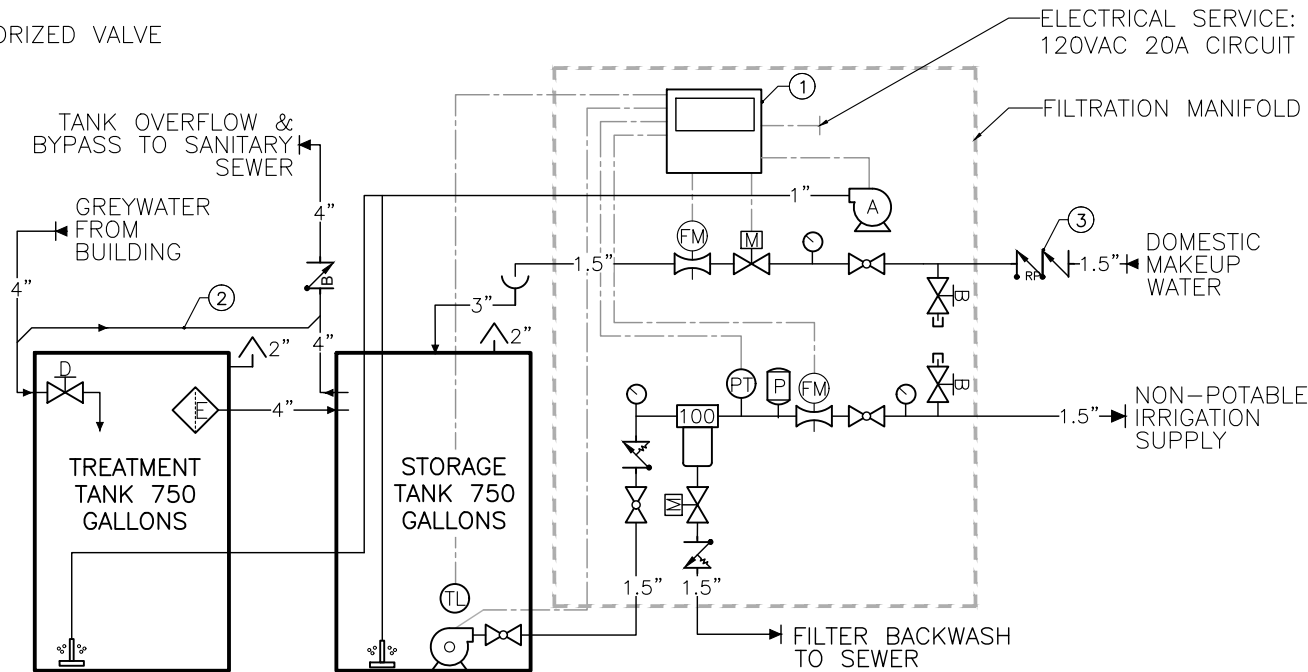 ORIZED VALVE
ELECTRICAL SERVICE:
120VAC 20A CIRCUIT
1
FILTRATION MANIFOLD
TANK OVERFLOW &
BYPASS TO SANITARY
SEWER
GREYWATER
FROM
BUILDING
4"
4"
B
2
4"
2"
3"
2"
1"
A
FM
M
1.5"
RP
3
1.5"
DOMESTIC
MAKEUP
WATER
B
D
E
4"
TREATMENT
TANK 750
GALLONS
STORAGE
TANK 750
GALLONS
TL
100
PT
P
FM
B
1.5"
NON-POTABLE
IRRIGATION
SUPPLY
M
1.5"
1.5"
FILTER BACKWASH
TO SEWER